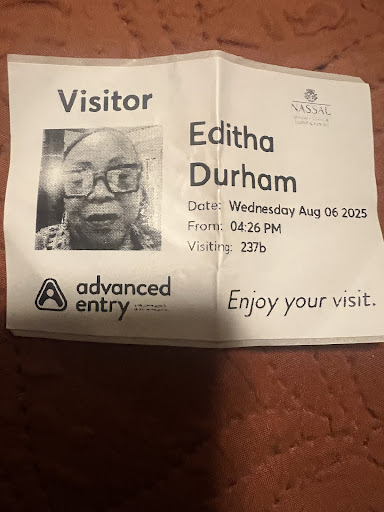 Visitor
NASSAU
Editha
Durham
Date: Wednesday Aug 06 2025
From: 04:26 PM
Visiting: 237b
advanced
entry
Enjoy your visit.